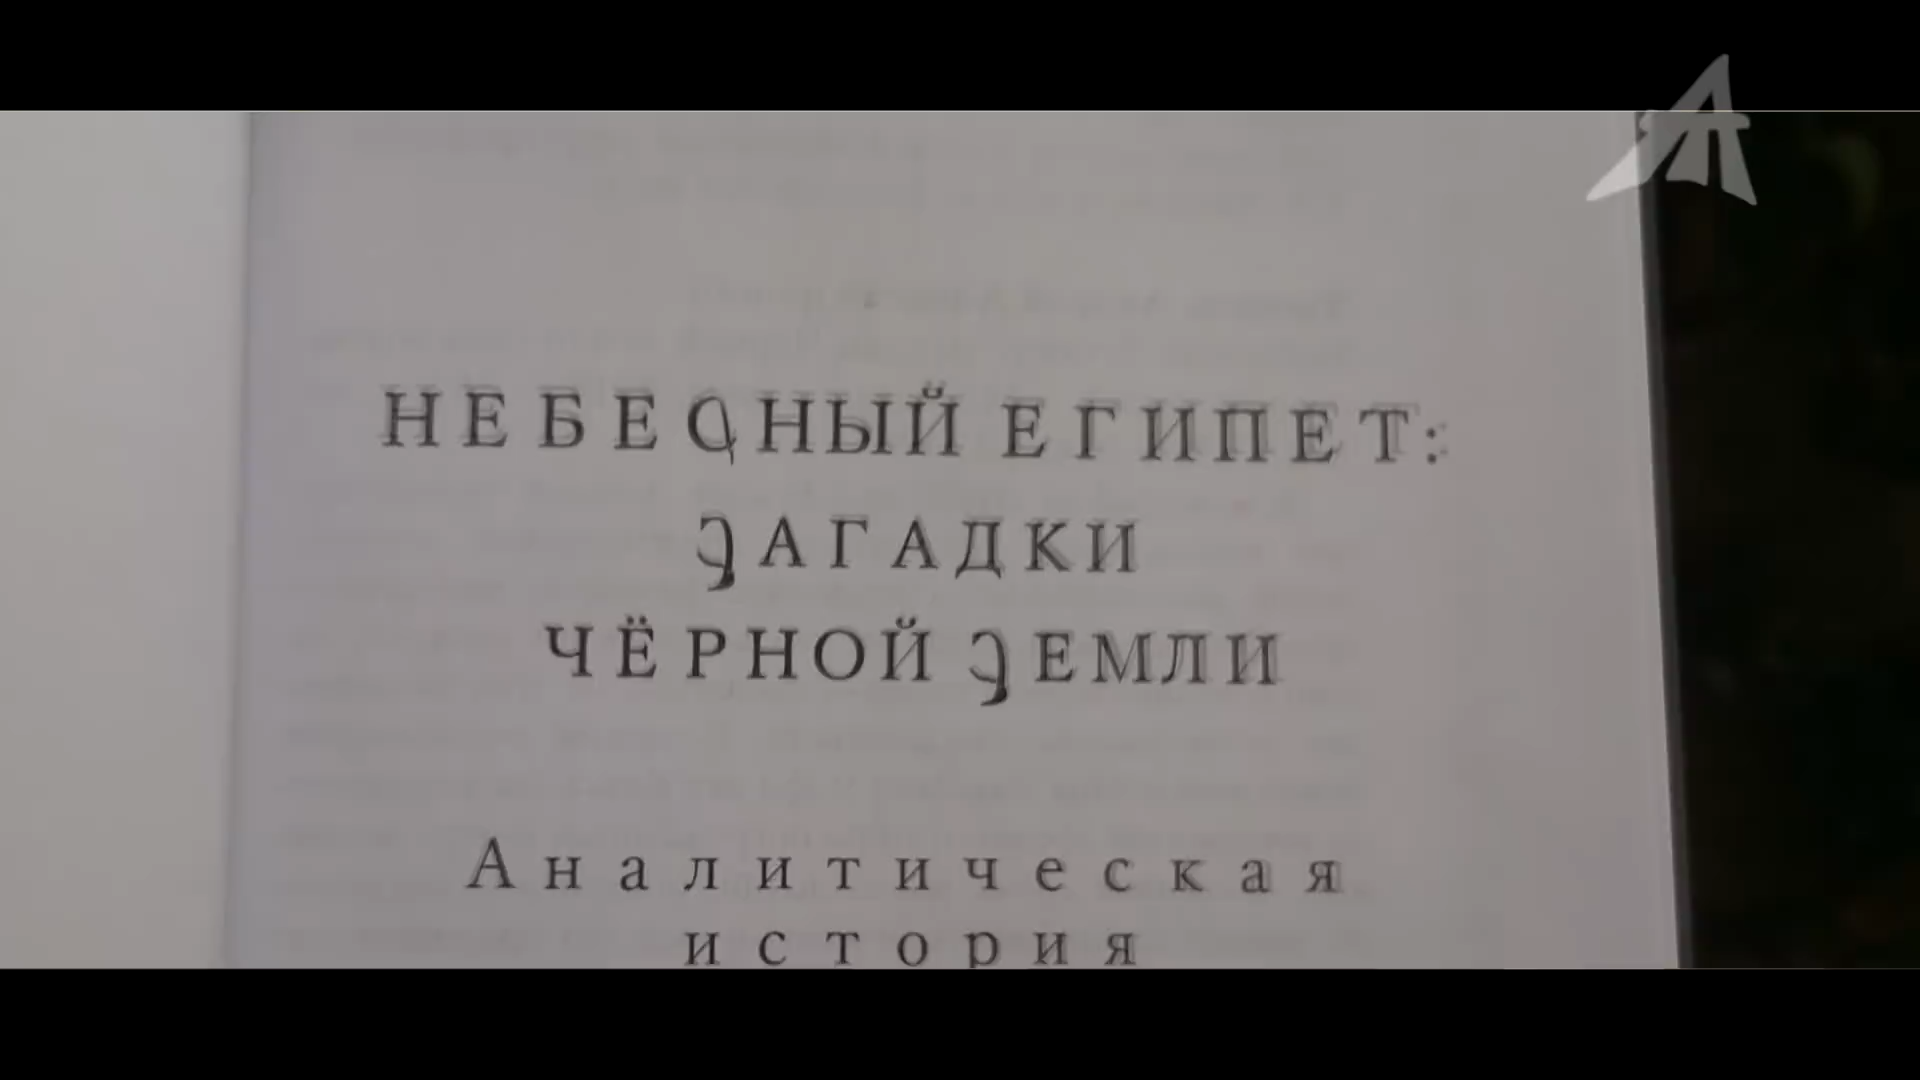 НЕБЕСНЫЙ ЕГИПЕТ:
ЗАГАДКИ
ЧЁРНОЙ ЗЕМЛИ
Аналитическая
история